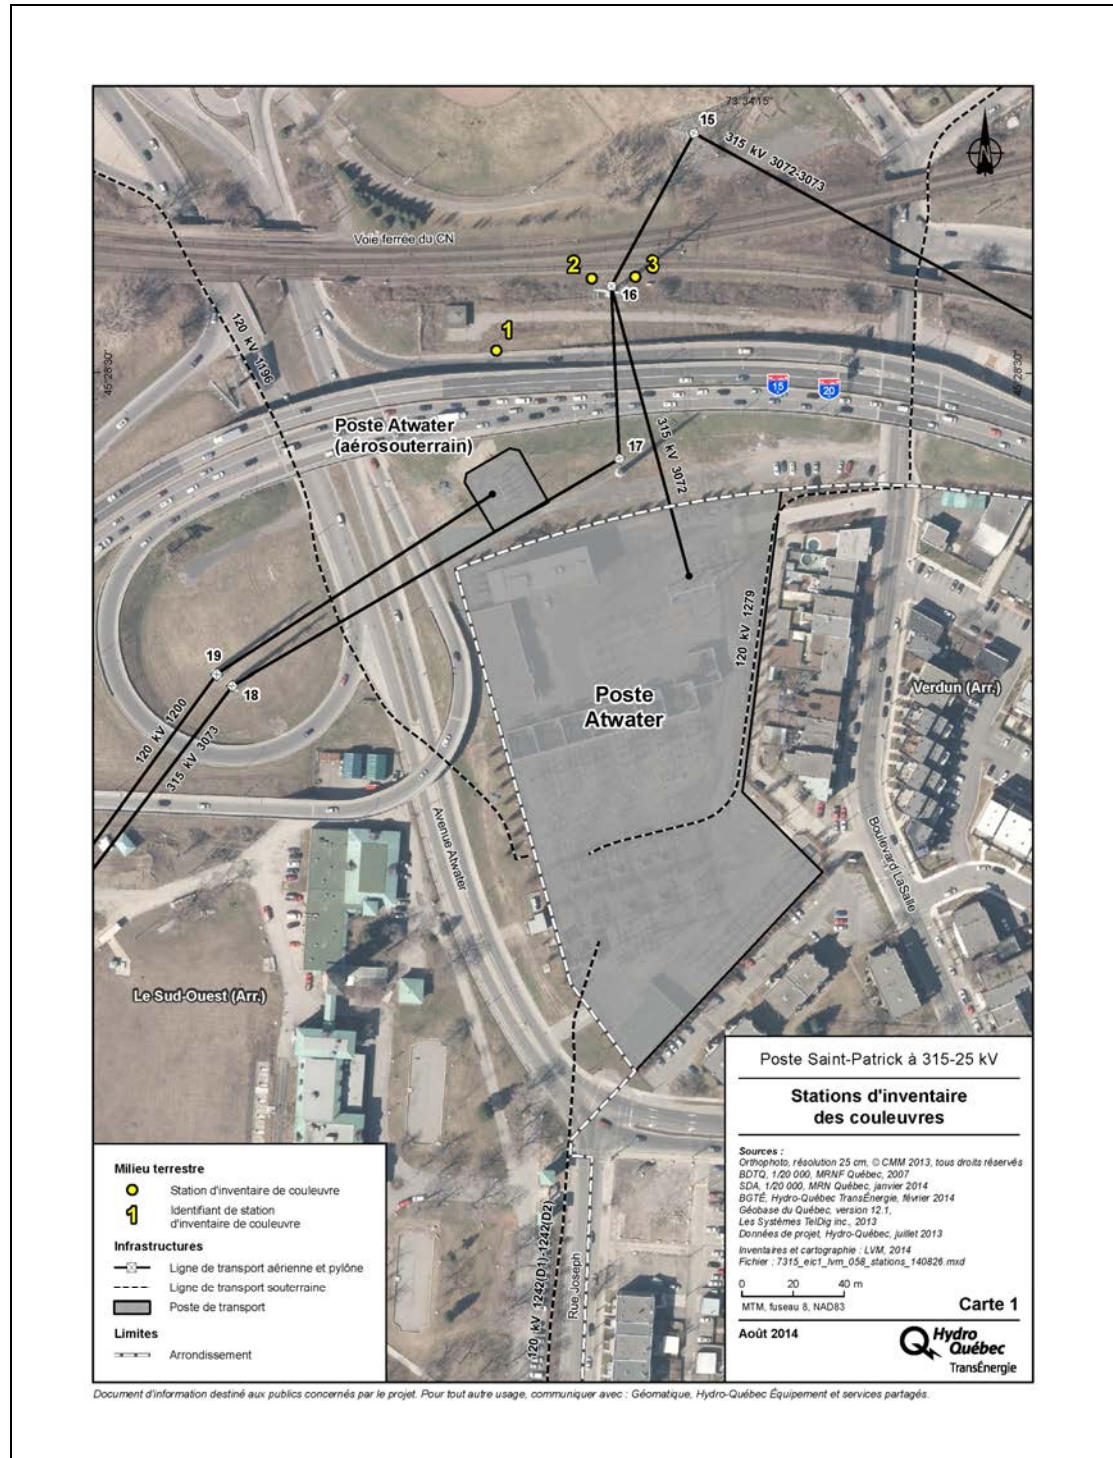 73°34'15"
15
315 kV 3072-3073
N
Voie ferrée du CN
2
3
16
1
120 kV 1196
45°28'30"
45°28'30"
15
20
Poste Atwater
(aérosouterrain)
17
315 kV 3072
120 kV 1279
19
18
Poste
Atwater
Verdun (Arr.)
120 kV 1200
315 kV 3073
Avenue Atwater
Boulevard LaSalle
Le Sud-Ouest (Arr.)
120 kV 1242(D1)-1242(D2)
Rue Joseph
Milieu terrestre
Station d'inventaire de couleuvre
1
Identifiant de station
d'inventaire de couleuvre
Infrastructures
Ligne de transport aérienne et pylône
Ligne de transport souterraine
Poste de transport
Limites
Arrondissement
Poste Saint-Patrick à 315-25 kV
Stations d'inventaire
des couleuvres
Sources :
Orthophoto, résolution 25 cm, © CMM 2013, tous droits réservés
BDTQ, 1/20 000, MRNF Québec, 2007
SDA, 1/20 000, MRN Québec, janvier 2014
BGTÉ, Hydro-Québec TransÉnergie, février 2014
Géobase du Québec, version 12.1,
Les Systèmes TelDig inc., 2013
Données de projet, Hydro-Québec, juillet 2013
Inventaires et cartographie : LVM, 2014
Fichier : 7315_eic1_lvm_058_stations_140826.mxd
0 20 40 m
MTM, fuseau 8, NAD83
Carte 1
Août 2014
Hydro
Québec
TransÉnergie
Document d'information destiné aux publics concernés par le projet. Pour tout autre usage, communiquer avec : Géomatique, Hydro-Québec Équipement et services partagés.